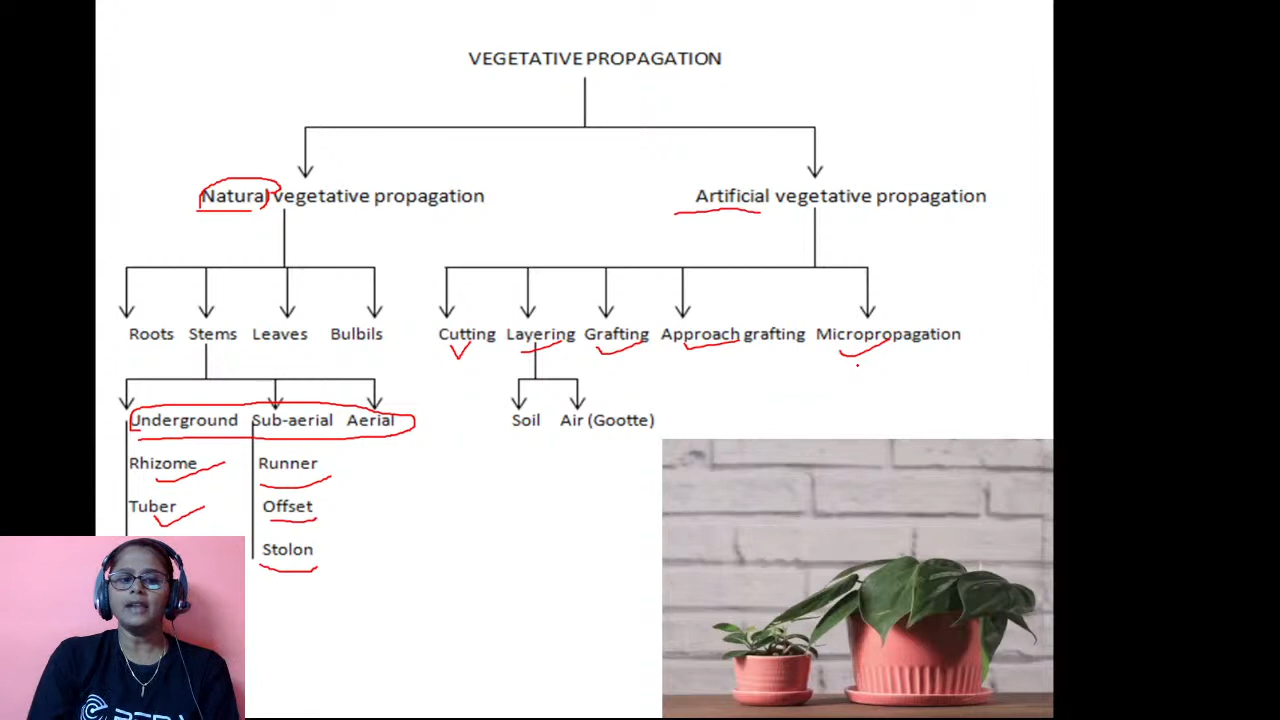 VEGETATIVE PROPAGATION
Natural vegetative propagation Artificial vegetative propagation
Roots Stems Leaves Bulbils Cutting Layering Grafting Approach grafting Micropropagation
Underground Sub-aerial Aerial Soil Air (Gootte)
Rhizome Runner
Tuber Offset
Stolon